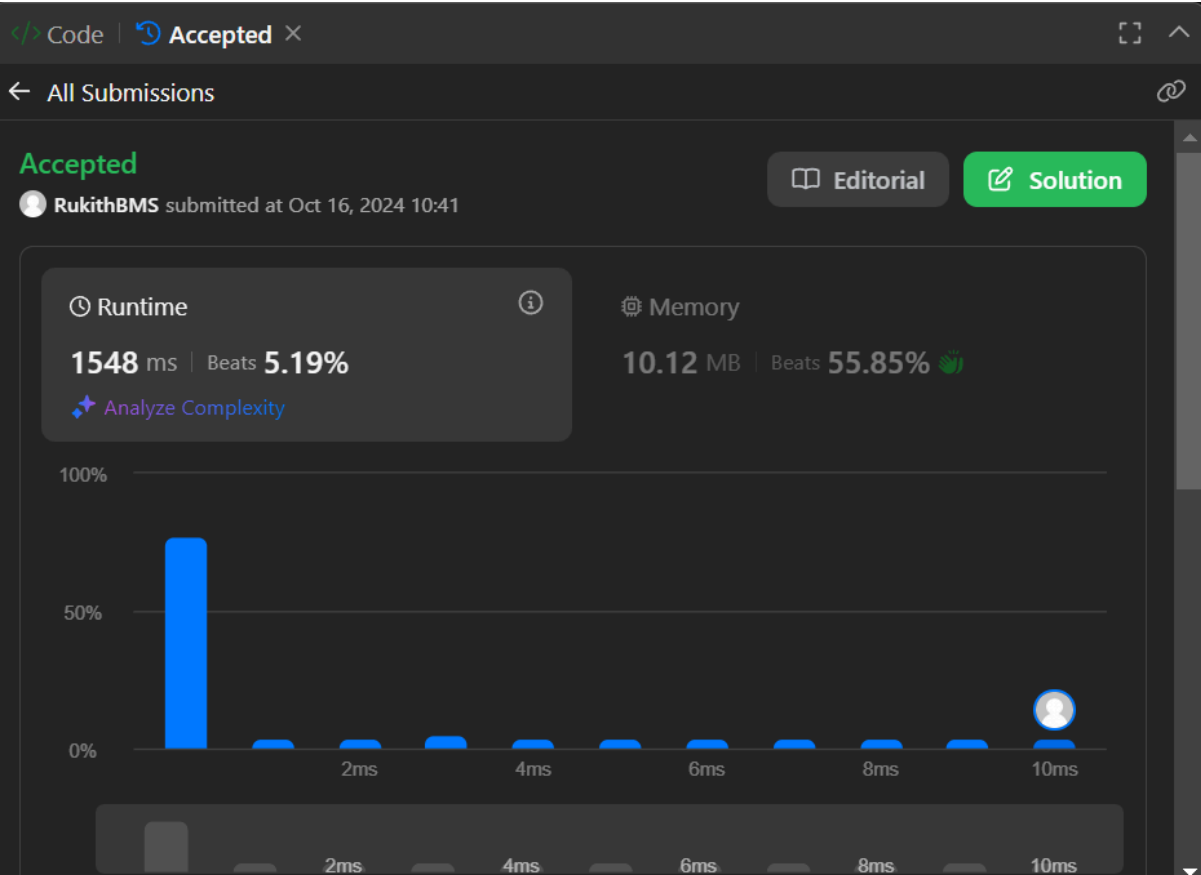 </> Code | Accepted ×
All Submissions
Accepted
Editorial
Solution
RukithBMS submitted at Oct 16, 2024 10:41
Runtime
1548 ms | Beats 5.19%
Analyze Complexity
Memory
10.12 MB | Beats 55.85%
100%
50%
0%
2ms 4ms 6ms 8ms 10ms
2ms 4ms 6ms 8ms 10ms